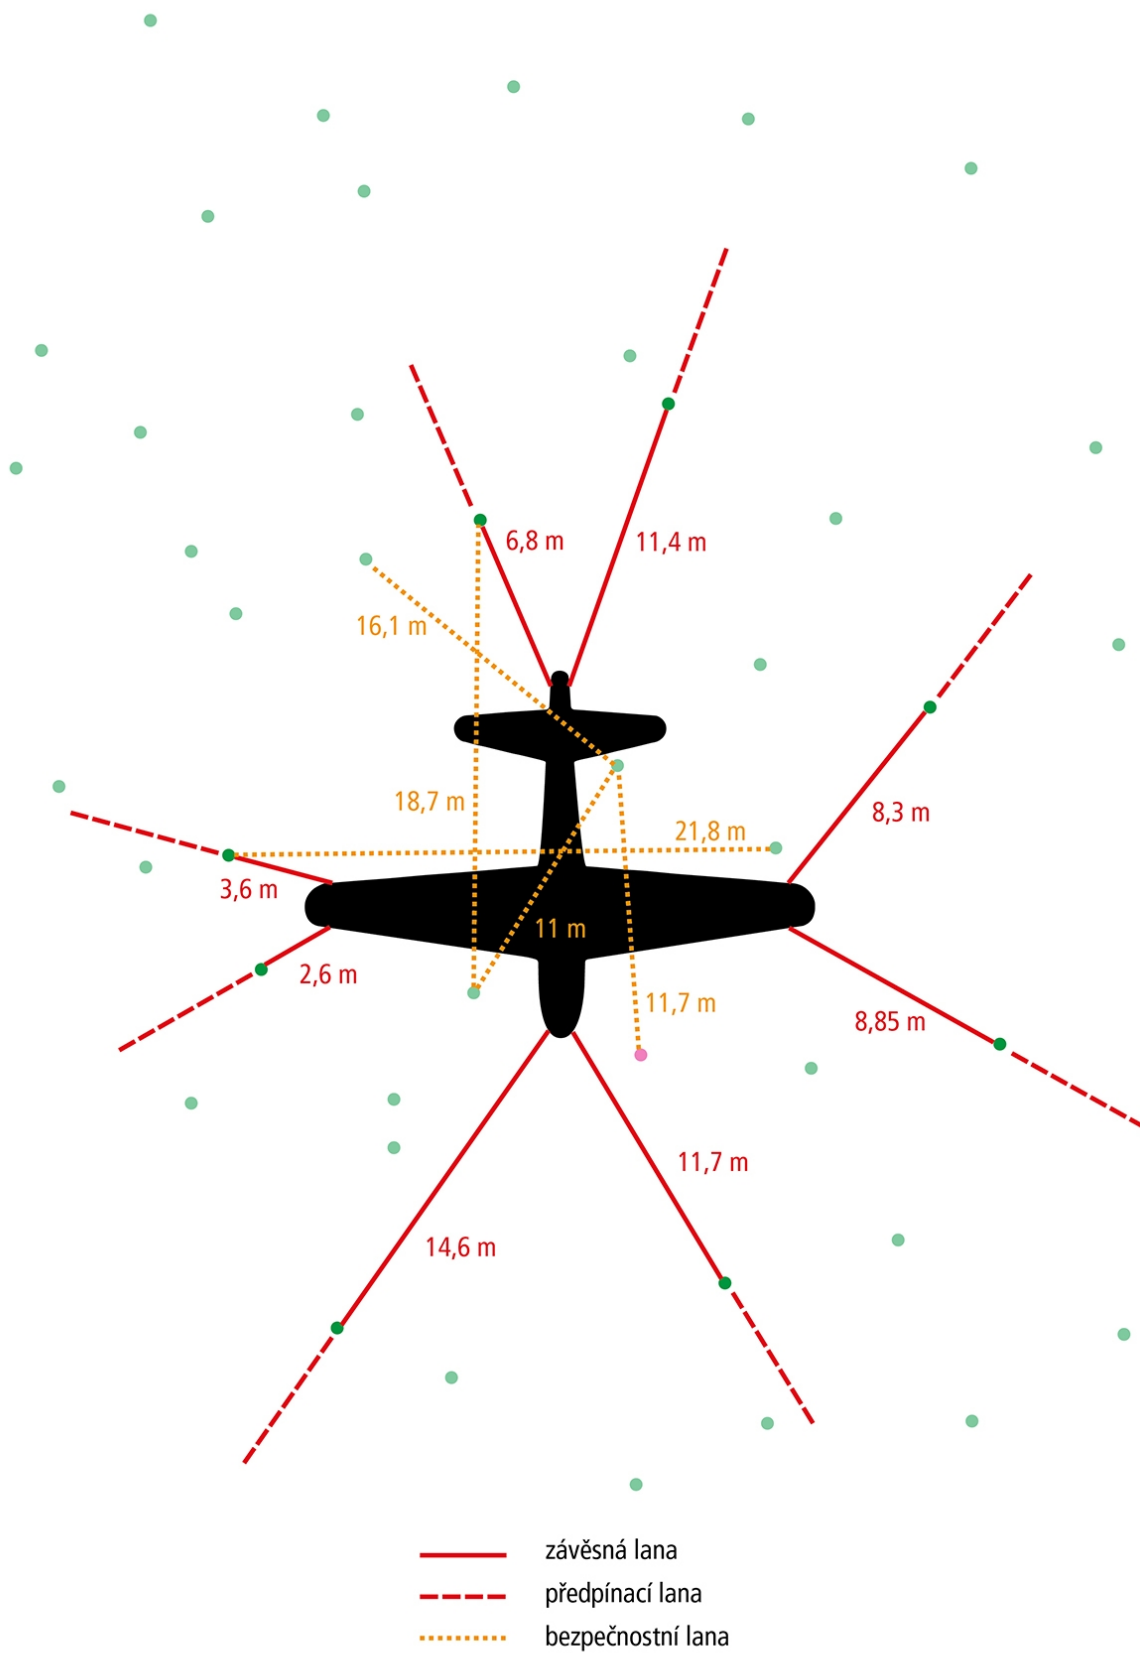 6,8 m
11,4 m
16,1 m
18,7 m
21,8 m
8,3 m
3,6 m
11 m
2,6 m
11,7 m
8,85 m
11,7 m
14,6 m
závěsná lana
předpínací lana
bezpečnostní lana